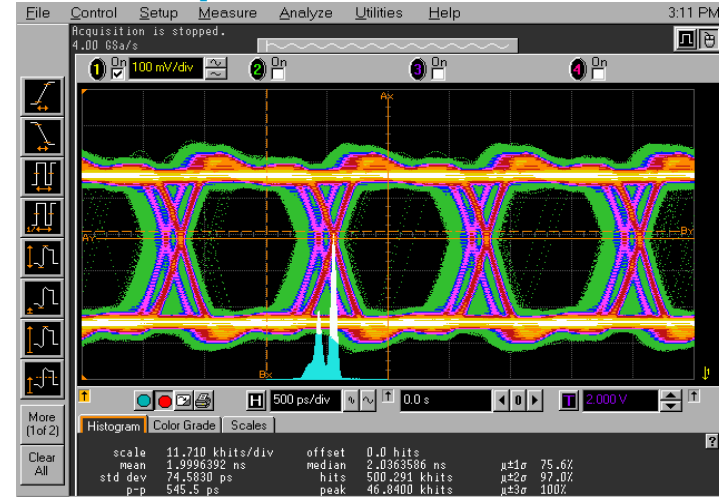 File Control Setup Measure Analyze Utilities Help 3:11 PM
Acquisition is stopped.
4.00 GSa/s
1 On 100 mV/div 2 On 3 On 4 On
Ax
Ay By
Bx
H 500 ps/div 0.0 s 0 T 2.000 V
More
(1 of 2)
Clear
All
Histogram Color Grade Scales
?
scale 11.710 khits/div offset 0.0 hits
mean 1.9996392 ns median 2.0363586 ns μ±1σ 75.6%
std dev 74.5830 ps hits 500.291 khits μ±2σ 97.0%
p-p 545.5 ps peak 46.8400 khits μ±3σ 100%